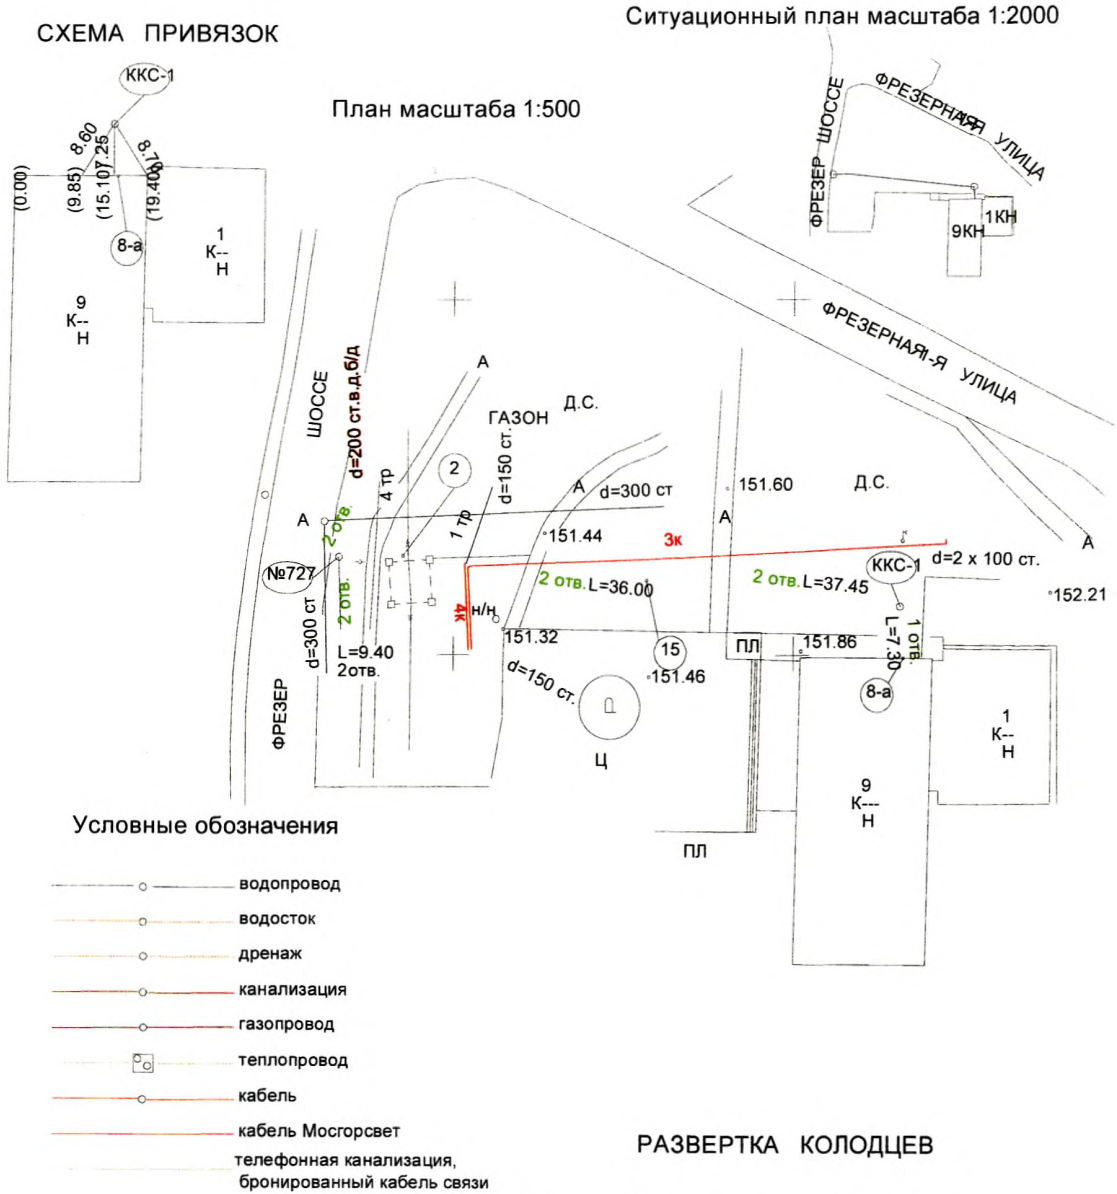 СХЕМА ПРИВЯЗОК
Ситуационный план масштаба 1:2000
План масштаба 1:500
ККС-1
8.60
7.25
8.70
(0.00)
(9.85)
(15.10)
(19.40)
8-а
1
К--
Н
9
К--
Н
ФРЕЗЕР ШОССЕ
ФРЕЗЕРНАЯ
УЛИЦА
9КН
1КН
ФРЕЗЕРНАЯ1-Я УЛИЦА
ШОССЕ
d=200 ст.в.д.б/д
А
ГАЗОН
Д.С.
4 тр
2
d=150 ст.
1 тр
А
d=300 ст
151.60
Д.С.
А
2 отв.
А
151.44
3к
А
№727
2 отв.
4к
н/н
2 отв.
L=36.00
2 отв.
L=37.45
ККС-1
d=2 x 100 ст.
152.21
d=300 ст
L=9.40
2отв.
151.32
15
ПЛ
151.86
L=7.30
1 отв.
d=150 ст.
151.46
8-а
ФРЕЗЕР
Ц
1
К--
Н
9
К---
Н
ПЛ
Условные обозначения
водопровод
водосток
дренаж
канализация
газопровод
теплопровод
кабель
кабель Мосгорсвет
телефонная канализация,
бронированный кабель связи
РАЗВЕРТКА КОЛОДЦЕВ